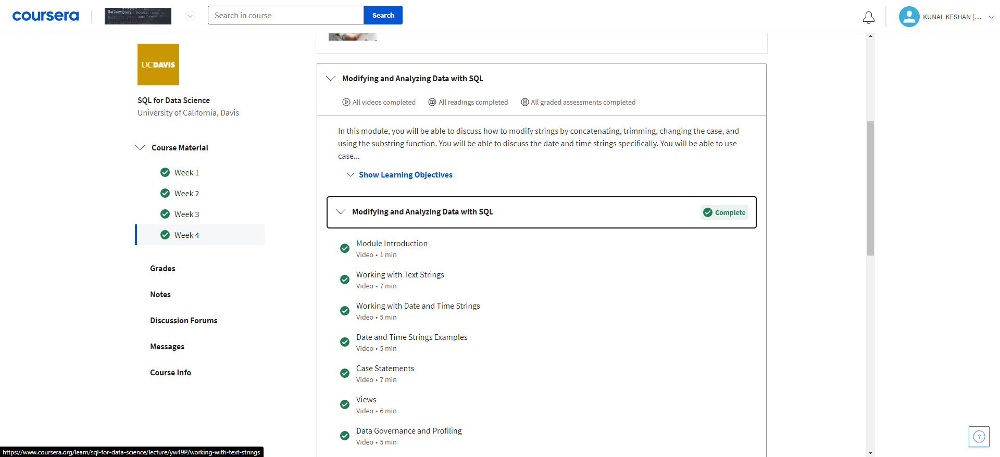 coursera
SelectQuery
Search in course
Search
KUNAL KESHAN (...
UCDAVIS
SQL for Data Science
University of California, Davis
Course Material
Week 1
Week 2
Week 3
Week 4
Grades
Notes
Discussion Forums
Messages
Course Info
Modifying and Analyzing Data with SQL
All videos completed
All readings completed
All graded assessments completed
In this module, you will be able to discuss how to modify strings by concatenating, trimming, changing the case, and
using the substring function. You will be able to discuss the date and time strings specifically. You will be able to use
case...
Show Learning Objectives
Modifying and Analyzing Data with SQL
Complete
Module Introduction
Video • 1 min
Working with Text Strings
Video • 7 min
Working with Date and Time Strings
Video • 5 min
Date and Time Strings Examples
Video • 5 min
Case Statements
Video • 7 min
Views
Video • 6 min
Data Governance and Profiling
Video • 5 min
?
https://www.coursera.org/learn/sql-for-data-science/lecture/yw49P/working-with-text-strings